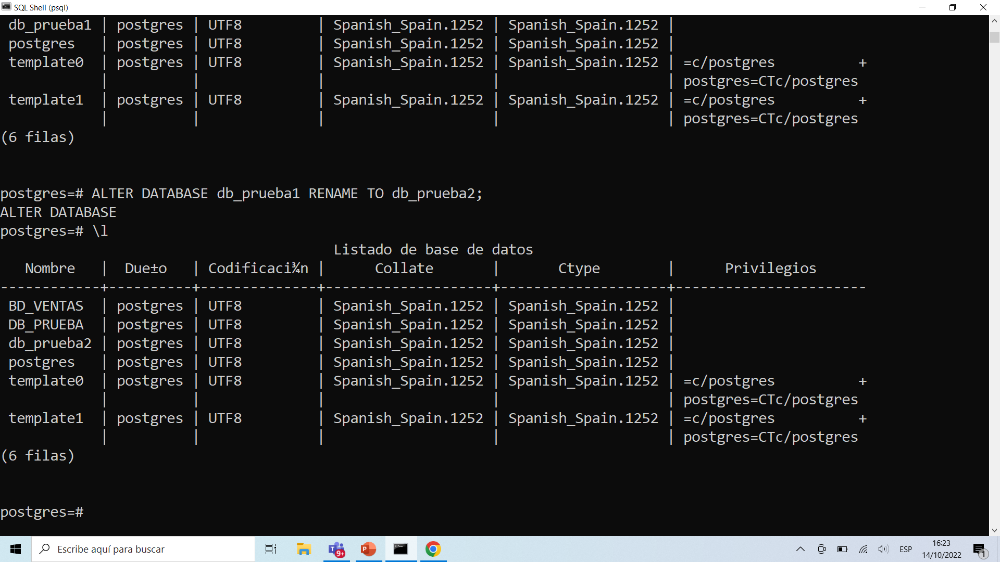 SQL Shell (psql)
db_prueba1 | postgres | UTF8         | Spanish_Spain.1252 | Spanish_Spain.1252 |
postgres   | postgres | UTF8         | Spanish_Spain.1252 | Spanish_Spain.1252 |
template0  | postgres | UTF8         | Spanish_Spain.1252 | Spanish_Spain.1252 | =c/postgres          +
           |          |              |                    |                    | postgres=CTc/postgres
template1  | postgres | UTF8         | Spanish_Spain.1252 | Spanish_Spain.1252 | =c/postgres          +
           |          |              |                    |                    | postgres=CTc/postgres
(6 filas)
postgres=# ALTER DATABASE db_prueba1 RENAME TO db_prueba2;
ALTER DATABASE
postgres=# \l
Listado de base de datos
Nombre   |  Due±o   | Codificaci¾n |      Collate       |       Ctype        |      Privilegios
------------+----------+--------------+--------------------+--------------------+-----------------------
BD_VENTAS  | postgres | UTF8         | Spanish_Spain.1252 | Spanish_Spain.1252 |
DB_PRUEBA  | postgres | UTF8         | Spanish_Spain.1252 | Spanish_Spain.1252 |
db_prueba2 | postgres | UTF8         | Spanish_Spain.1252 | Spanish_Spain.1252 |
postgres   | postgres | UTF8         | Spanish_Spain.1252 | Spanish_Spain.1252 |
template0  | postgres | UTF8         | Spanish_Spain.1252 | Spanish_Spain.1252 | =c/postgres          +
           |          |              |                    |                    | postgres=CTc/postgres
template1  | postgres | UTF8         | Spanish_Spain.1252 | Spanish_Spain.1252 | =c/postgres          +
           |          |              |                    |                    | postgres=CTc/postgres
(6 filas)
postgres=#
Escribe aquí para buscar
T
9+
P
ESP
16:23
14/10/2022
1